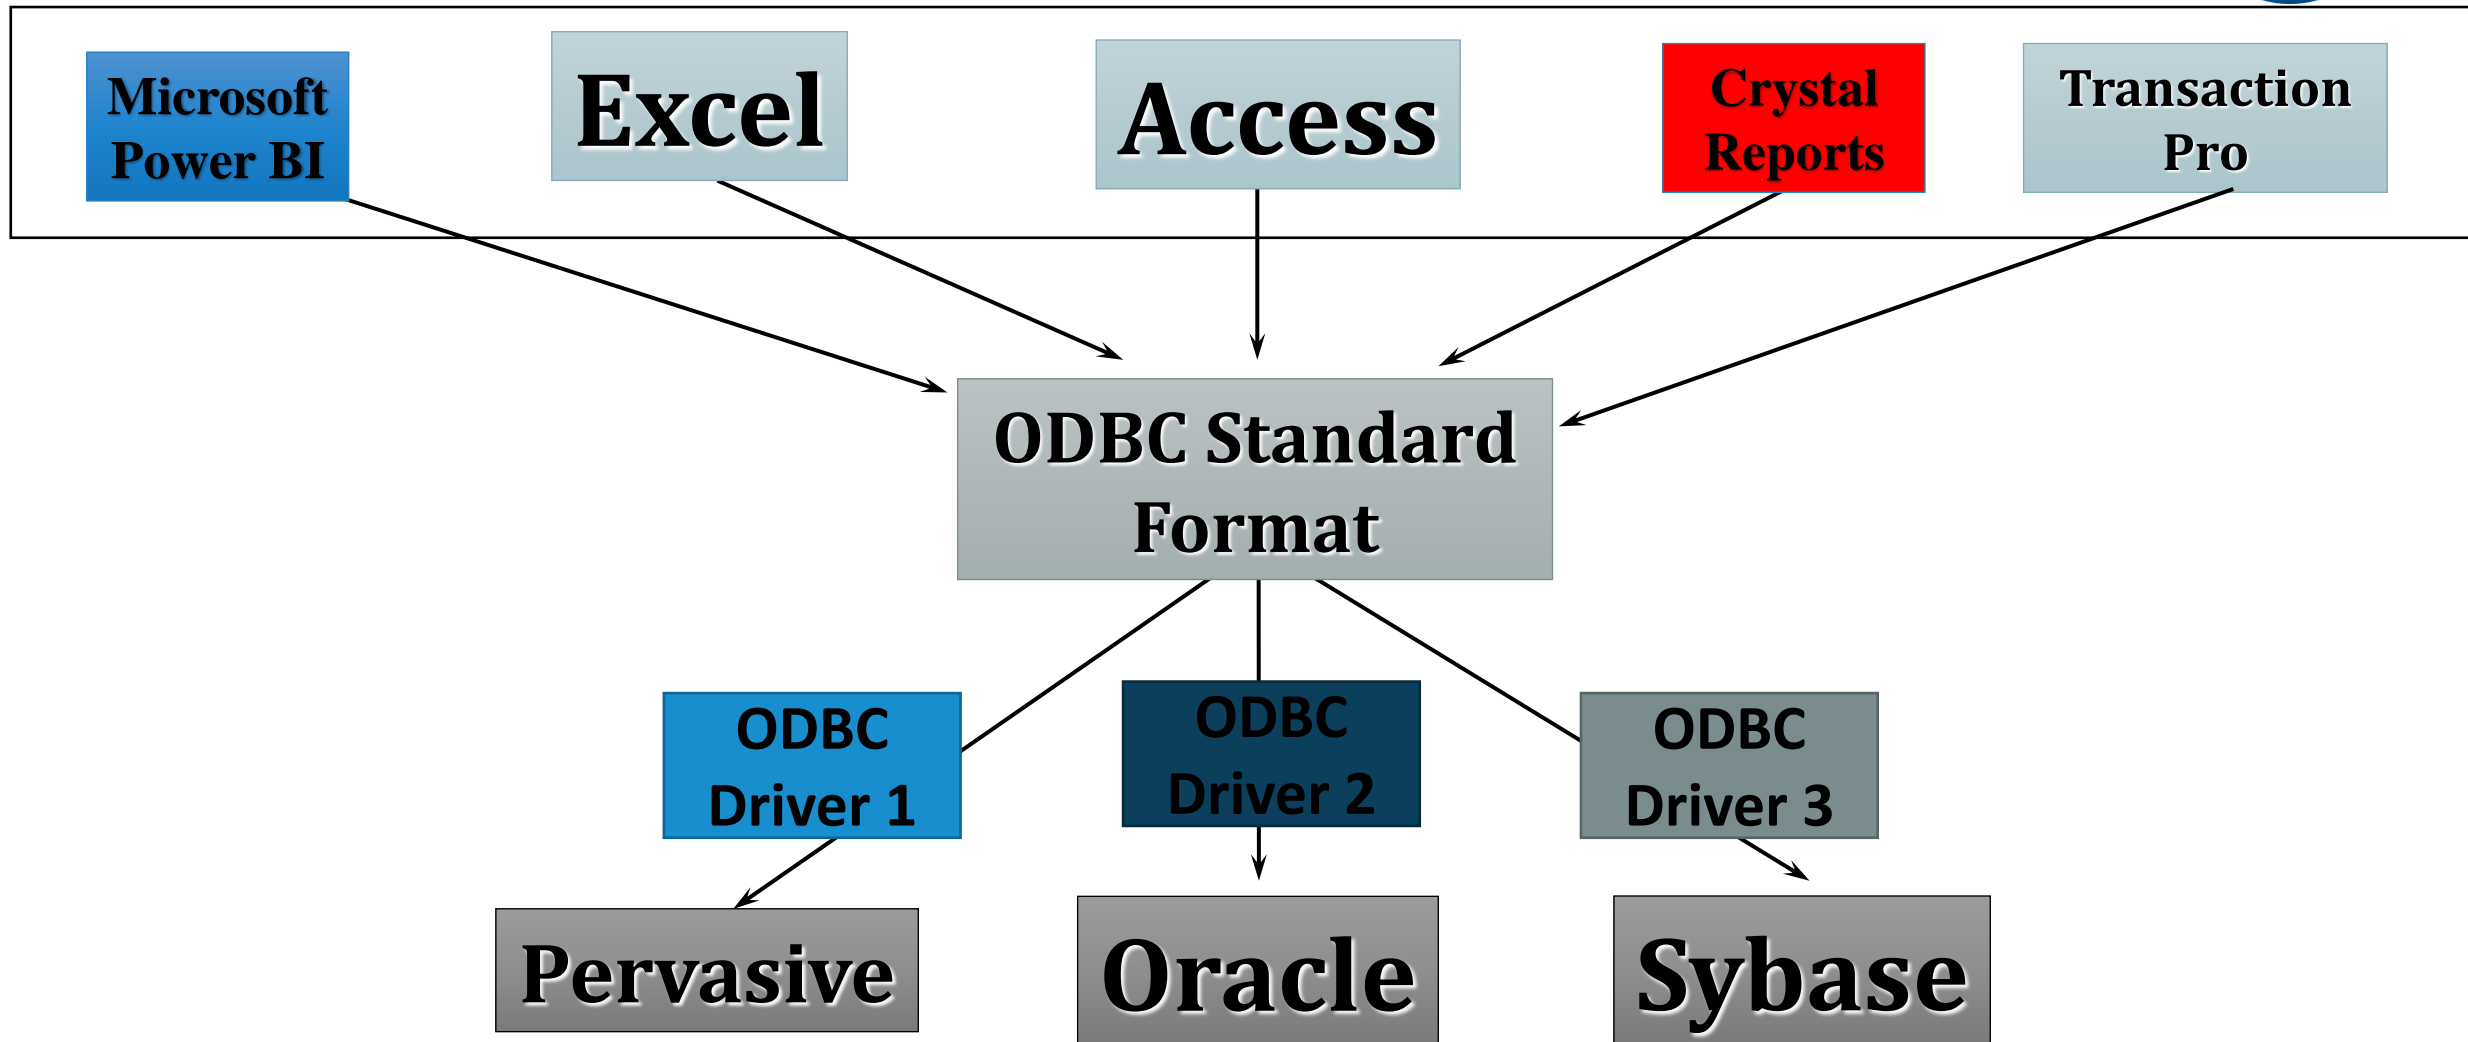 Microsoft
Power BI
Excel
Access
Crystal
Reports
Transaction
Pro
ODBC Standard
Format
ODBC
Driver 1
ODBC
Driver 2
ODBC
Driver 3
Pervasive
Oracle
Sybase